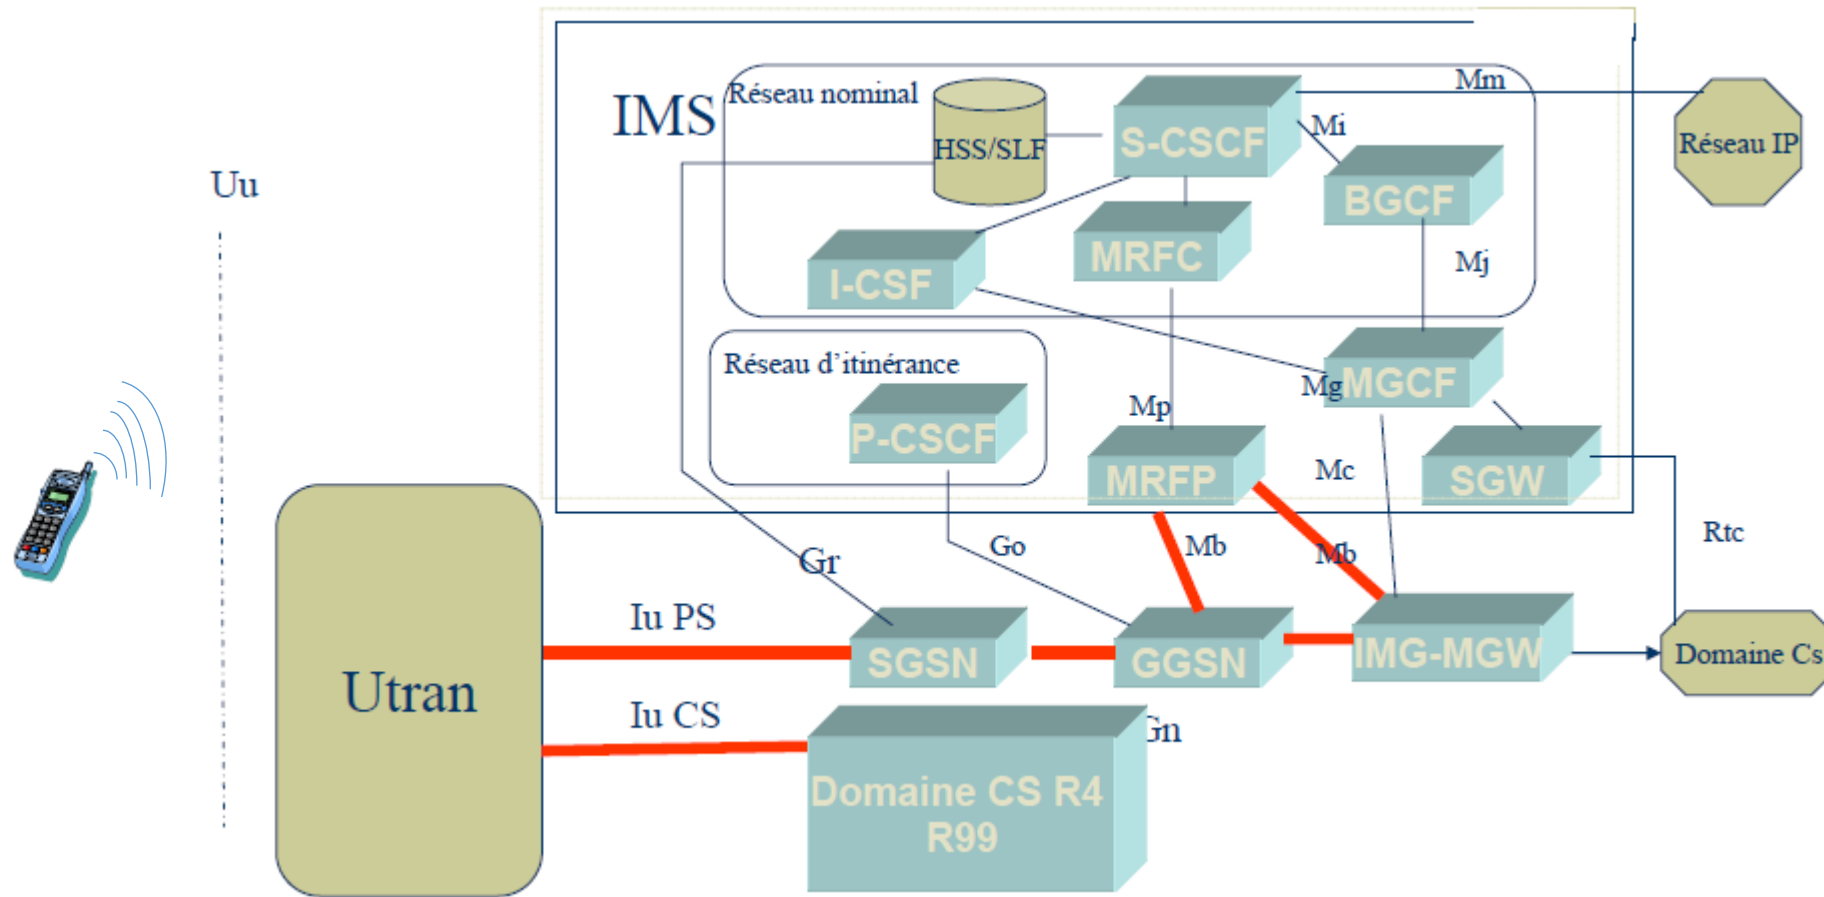 Réseau nominal
Mm
IMS
HSS/SLF
S-CSCF
Mi
Réseau IP
Uu
BGCF
MRFC
Mj
I-CSF
Réseau d’itinérance
MGCF
Mg
Mp
P-CSCF
MRFP
Mc
SGW
Rtc
Gr
Go
Mb
Mb
Iu PS
SGSN
GGSN
IMG-MGW
Domaine Cs
Utran
Iu CS
Gn
Domaine CS R4
R99